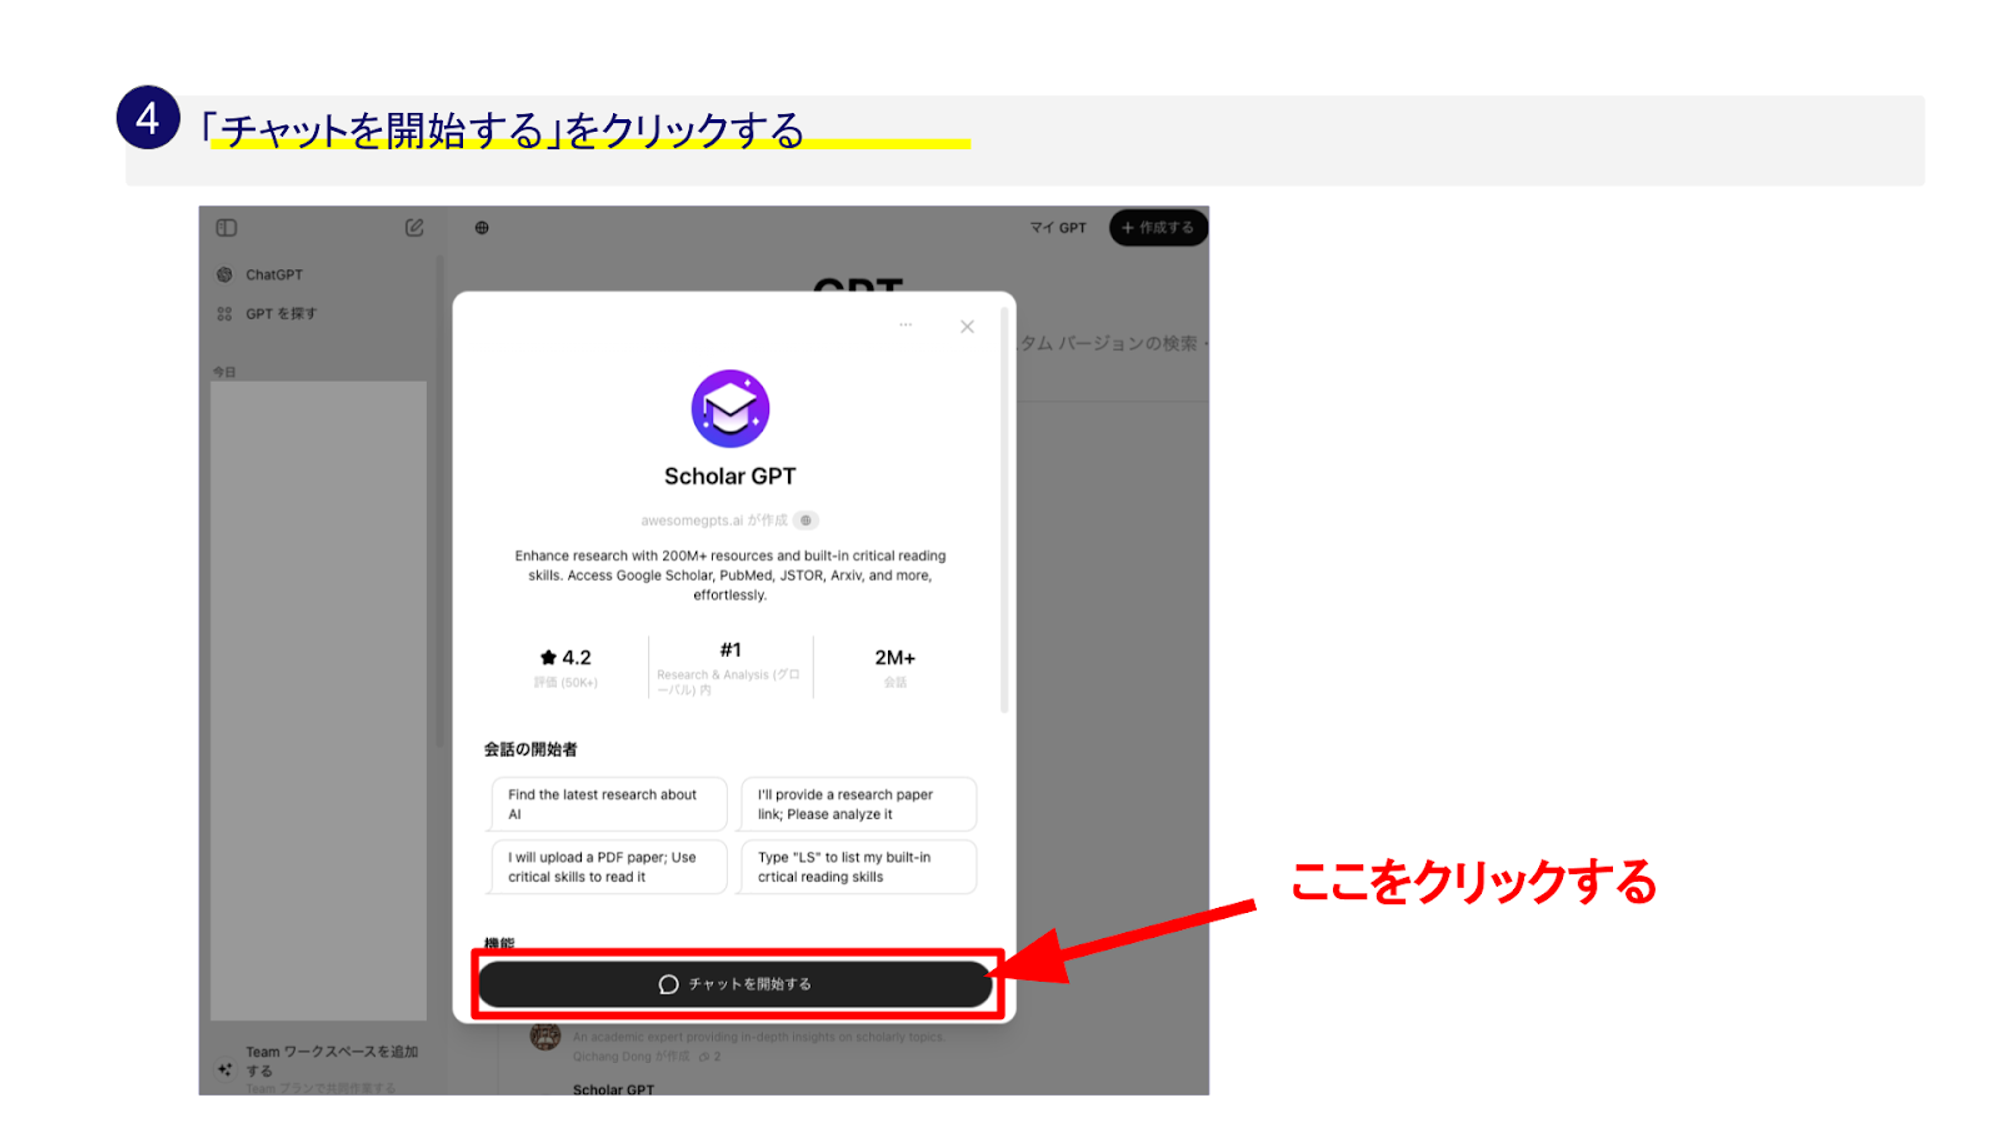 4
「チャットを開始する」をクリックする
マイ GPT
+ 作成する
ChatGPT
GPT を探す
GPT
スタム バージョンの検索・
今日
Scholar GPT
awesomegpts.ai が作成
Enhance research with 200M+ resources and built-in critical reading
skills. Access Google Scholar, PubMed, JSTOR, Arxiv, and more,
effortlessly.
★ 4.2
評価 (50K+)
#1
Research & Analysis (グロ
ーバル) 内
2M+
会話
会話の開始者
Find the latest research about
AI
I'll provide a research paper
link; Please analyze it
I will upload a PDF paper; Use
critical skills to read it
Type "LS" to list my built-in
crtical reading skills
ここをクリックする
機能
チャットを開始する
An academic expert providing in-depth insights on scholarly topics.
Qichang Dong が作成 2
Scholar GPT
Team ワークスペースを追加
する
Team プランで共同作業する